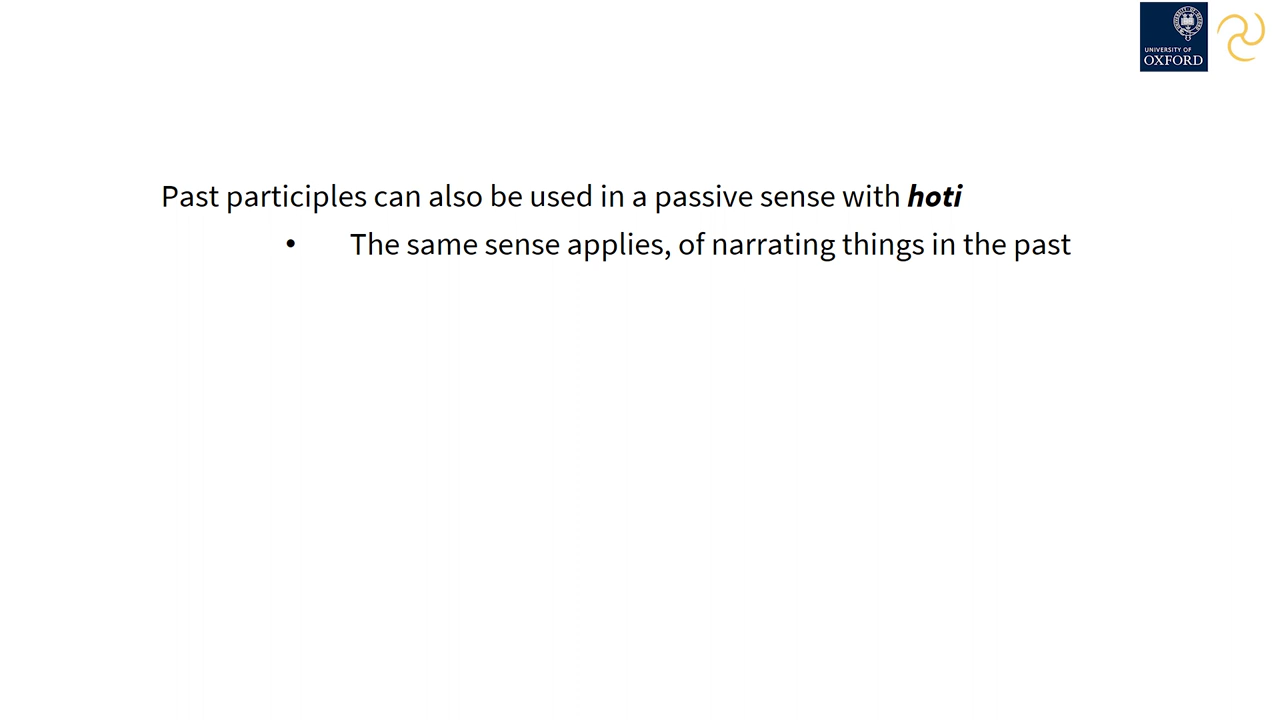 UNIVERSITY OF
OXFORD
Past participles can also be used in a passive sense with hoti
• The same sense applies, of narrating things in the past